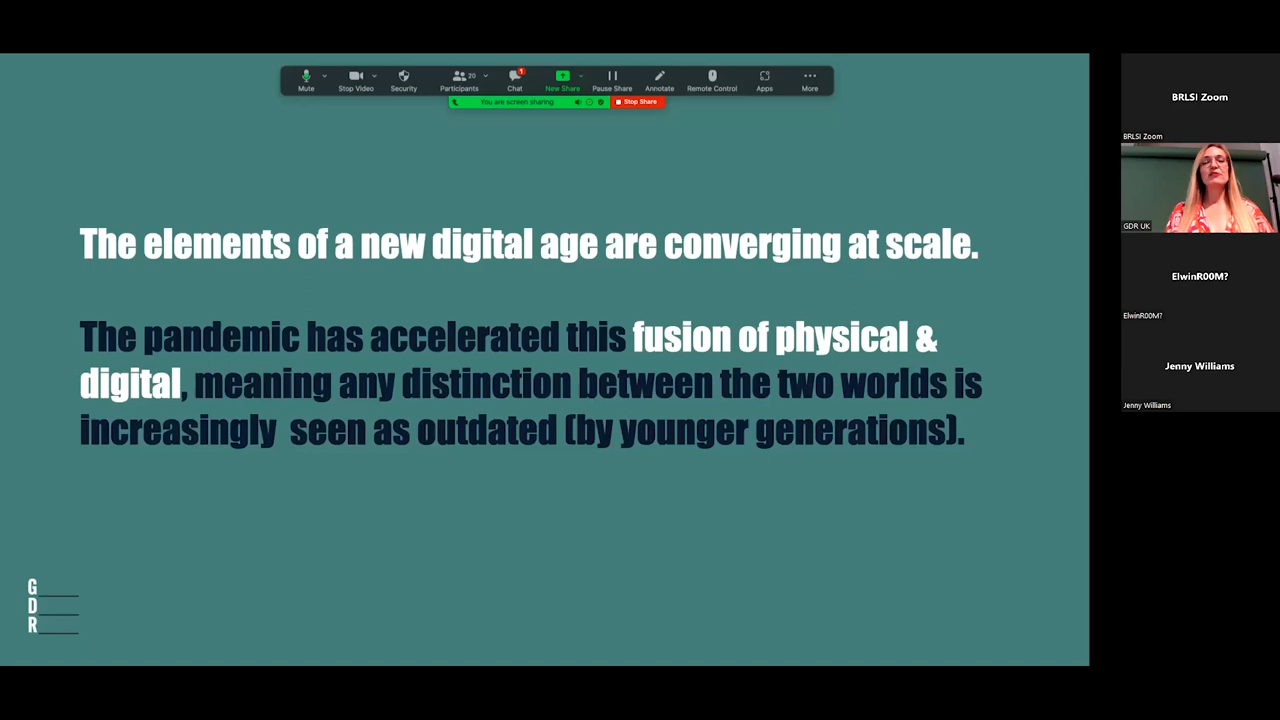 Mute
Stop Video
Security
Participants
20
Chat
1
New Share
Pause Share
Annotate
Remote Control
Apps
More
You are screen sharing
Stop Share
The elements of a new digital age are converging at scale.
The pandemic has accelerated this fusion of physical &
digital, meaning any distinction between the two worlds is
increasingly seen as outdated (by younger generations).
G
D
R
BRLSI Zoom
BRLSI Zoom
GDR UK
ElwinR00M?
ElwinR00M?
Jenny Williams
Jenny Williams